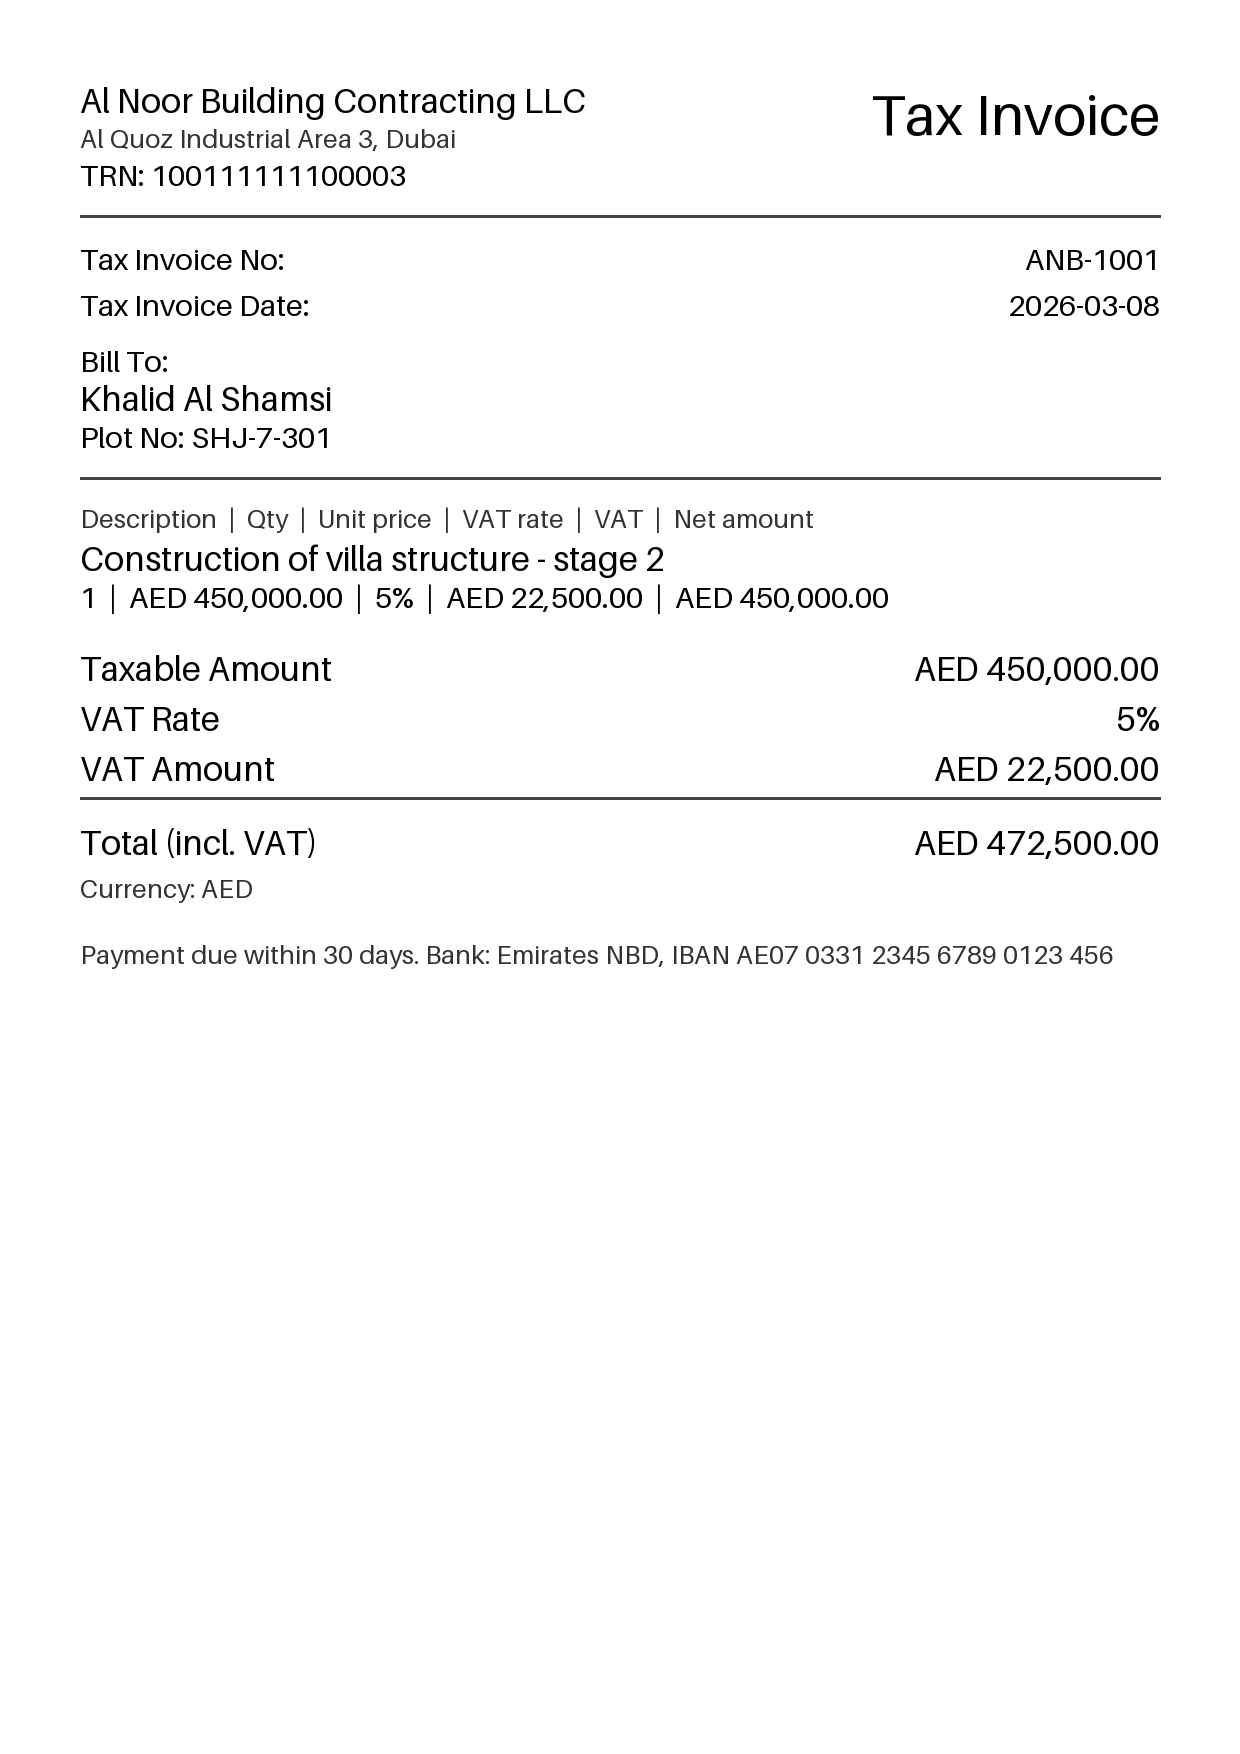 Al Noor Building Contracting LLC
Tax Invoice
Al Quoz Industrial Area 3, Dubai
TRN: 100111111100003
Tax Invoice No: ANB-1001
Tax Invoice Date: 2026-03-08
Bill To:
Khalid Al Shamsi
Plot No: SHJ-7-301
Description | Qty | Unit price | VAT rate | VAT | Net amount
Construction of villa structure - stage 2
1 | AED 450,000.00 | 5% | AED 22,500.00 | AED 450,000.00
Taxable Amount AED 450,000.00
VAT Rate 5%
VAT Amount AED 22,500.00
Total (incl. VAT) AED 472,500.00
Currency: AED
Payment due within 30 days. Bank: Emirates NBD, IBAN AE07 0331 2345 6789 0123 456